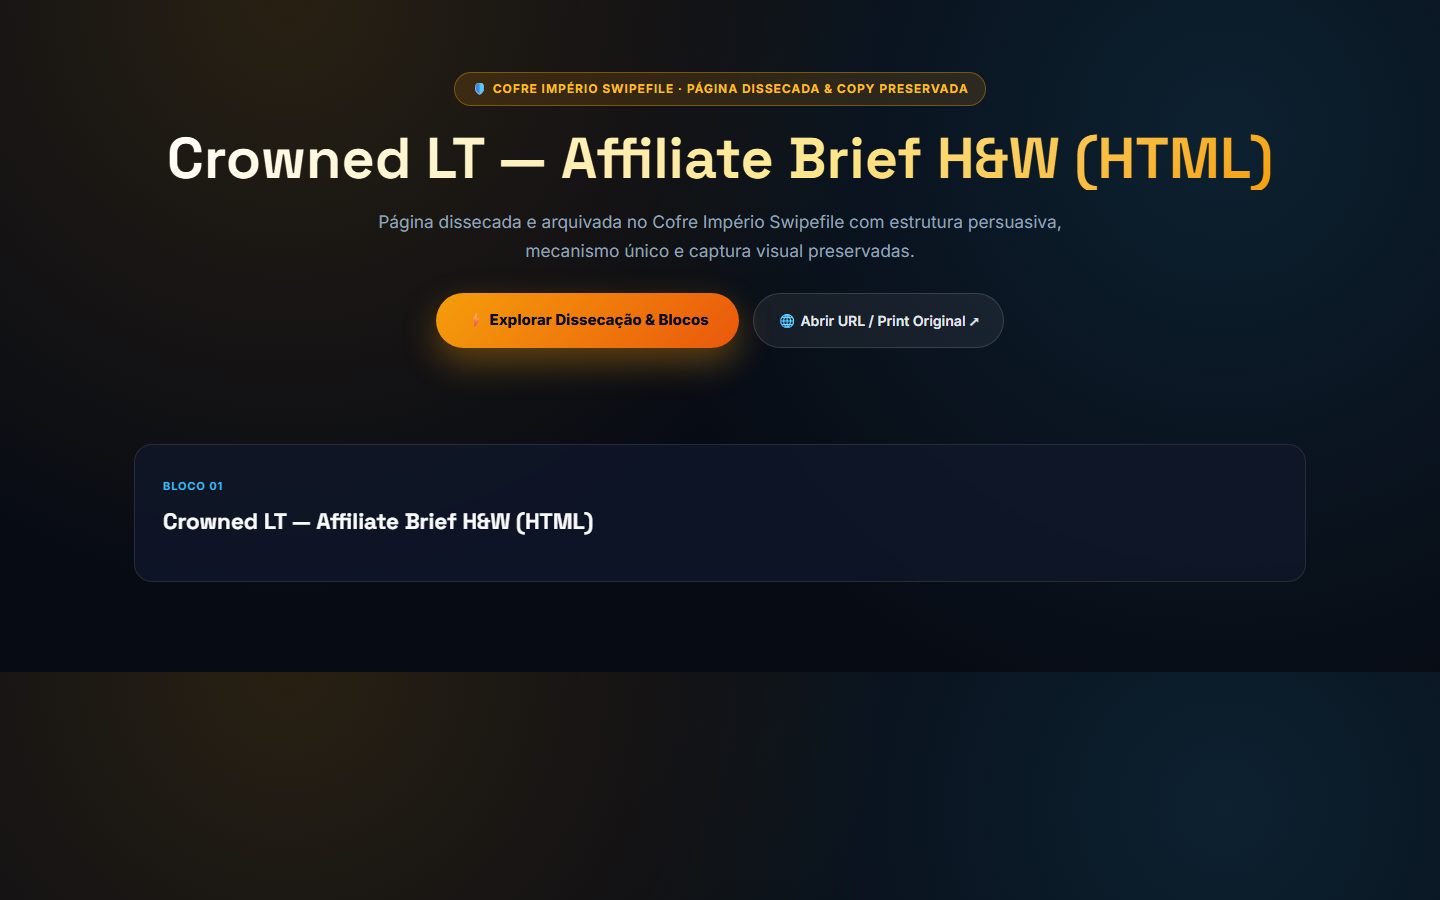 COFRE IMPÉRIO SWIPEFILE · PÁGINA DISSECADA & COPY PRESERVADA
Crowned LT — Affiliate Brief H&W (HTML)
Página dissecada e arquivada no Cofre Império Swipefile com estrutura persuasiva,
mecanismo único e captura visual preservadas.
Explorar Dissecação & Blocos
Abrir URL / Print Original ↗
BLOCO 01
Crowned LT — Affiliate Brief H&W (HTML)